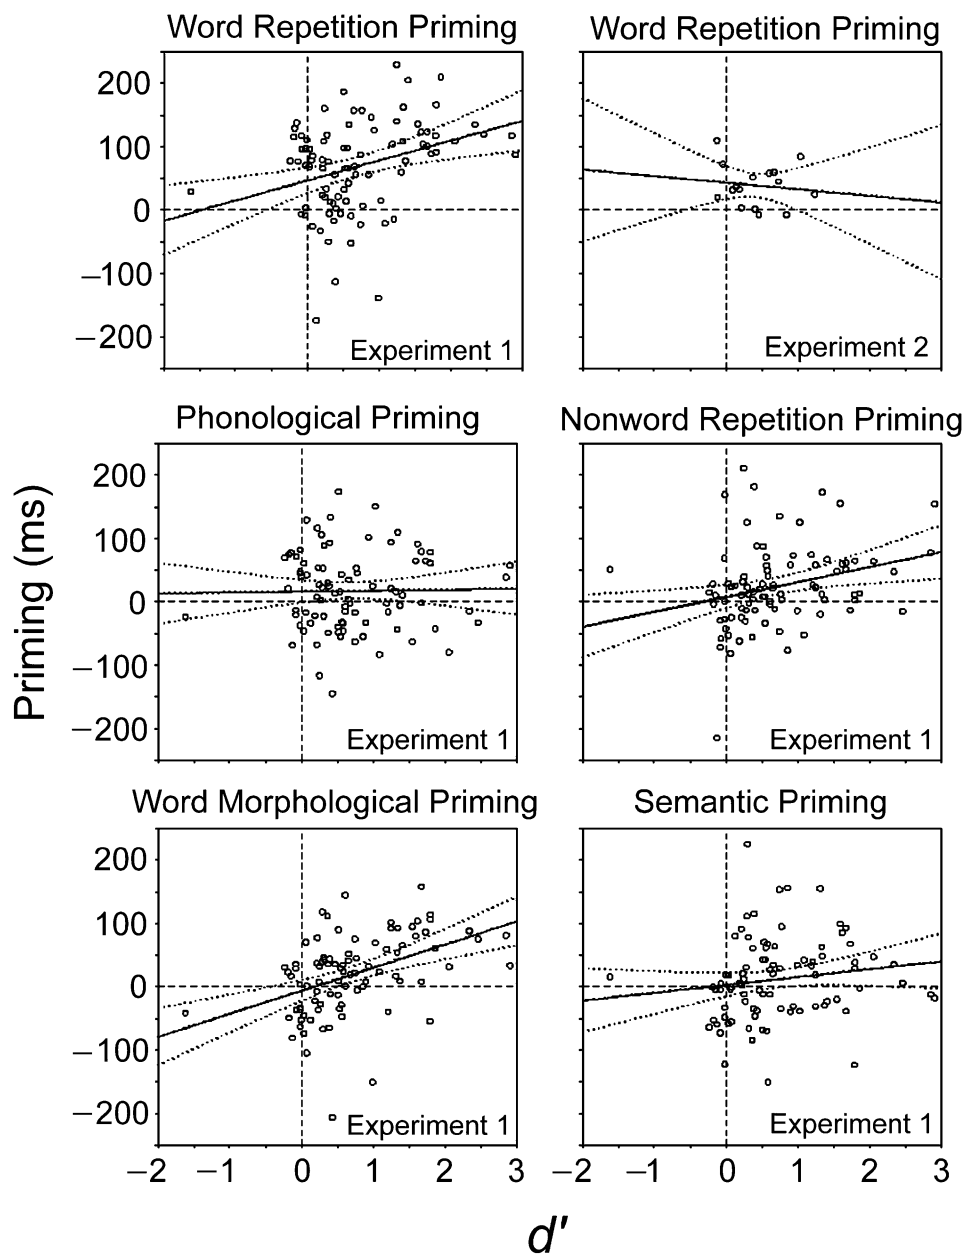 Word Repetition Priming
Word Repetition Priming
200
100
0
−100
−200
Experiment 1
Experiment 2
Phonological Priming
Nonword Repetition Priming
Priming (ms)
200
100
0
−100
−200
Experiment 1
Experiment 1
Word Morphological Priming
Semantic Priming
200
100
0
−100
−200
Experiment 1
Experiment 1
−2 −1 0 1 2 3
−2 −1 0 1 2 3
d'